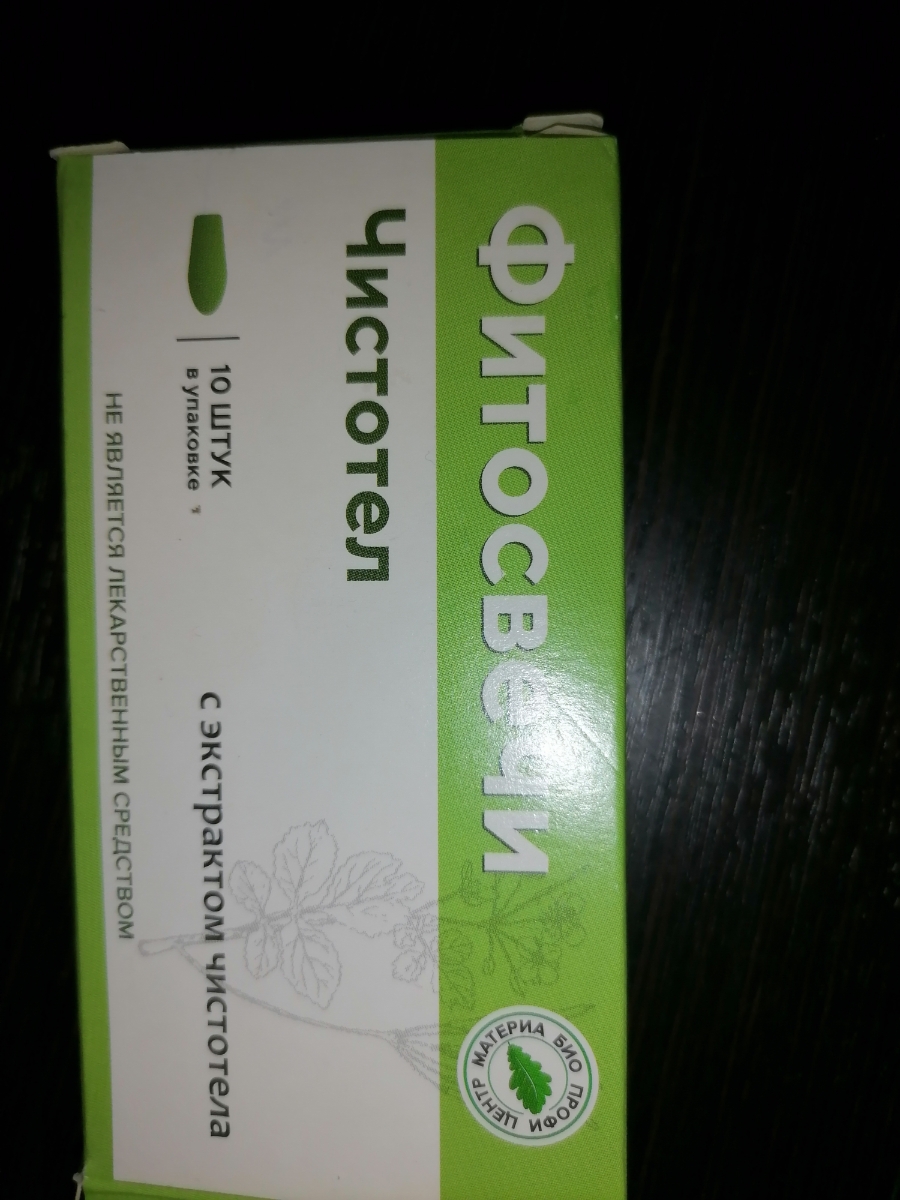 Фитосвечи
МАТЕРИА БИО ПРОФИ ЦЕНТР
Чистотел
10 ШТУК
в упаковке
с экстрактом чистотела
НЕ ЯВЛЯЕТСЯ ЛЕКАРСТВЕННЫМ СРЕДСТВОМ